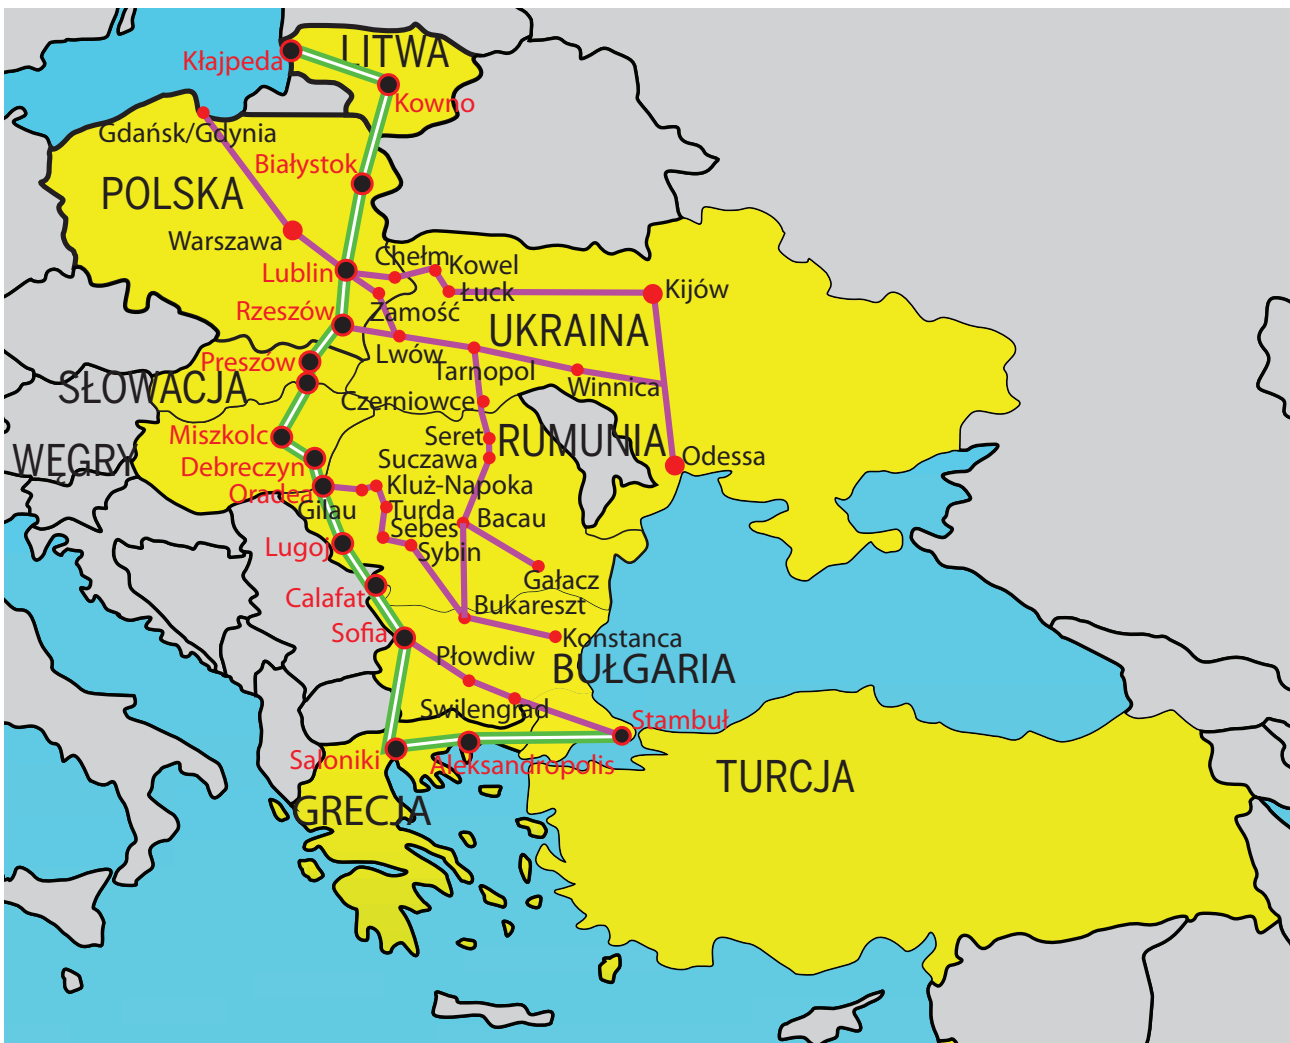 LITWA
Kłajpeda
Kowno
Gdańsk/Gdynia
Białystok
POLSKA
Warszawa
Chełm
Kowel
Lublin
Łuck
Kijów
Rzeszów
Zamość
UKRAINA
Lwów
Preszów
Tarnopol
SŁOWACJA
Winnica
Czerniowce
Miszkolc
Seret
RUMUNIA
WĘGRY
Debreczyn
Suczawa
Odessa
Oradea
Kluż-Napoka
Gilau
Turda
Bacau
Sebes
Lugoj
Sybin
Gałacz
Calafat
Bukareszt
Sofia
Konstanca
Płowdiw
BUŁGARIA
Swilengrad
Stambuł
Saloniki
Aleksandropolis
TURCJA
GRECJA